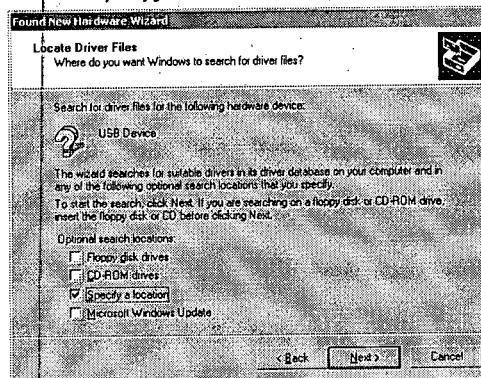 Found New Hardware Wizard
Locate Driver Files
Where do you want Windows to search for driver files?
Search for driver files for the following hardware device:
USB Device
The wizard searches for suitable drivers in its driver database on your computer and in
any of the following optional search locations that you specify.
To start the search, click Next. If you are searching on a floppy disk or CD-ROM drive,
insert the floppy disk or CD before clicking Next.
Optional search locations:
Floppy disk drives
CD-ROM drives
Specify a location
Microsoft Windows Update
< Back
Next >
Cancel